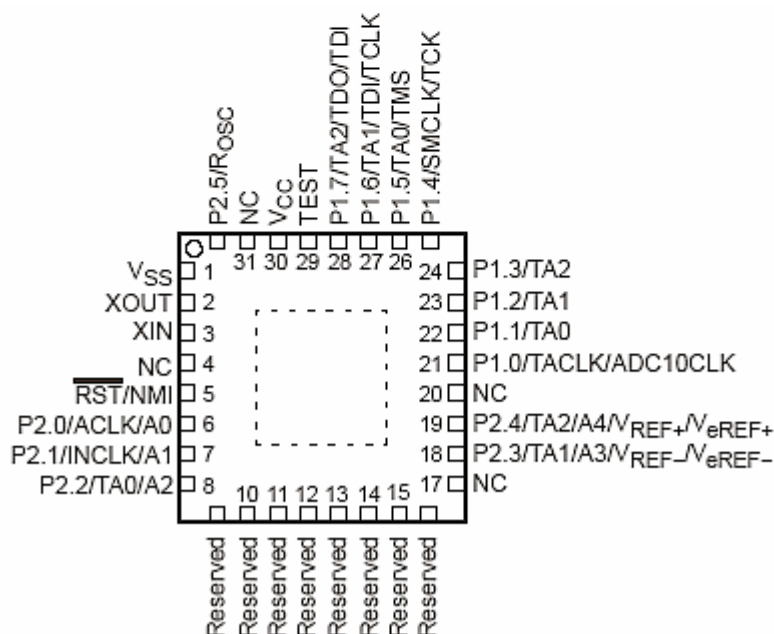 P2.5/ROSC
NC
VCC
TEST
P1.7/TA2/TDO/TDI
P1.6/TA1/TDI/TCLK
P1.5/TA0/TMS
P1.4/SMCLK/TCK
31 30 29 28 27 26
VSS 1
XOUT 2
XIN 3
NC 4
RST/NMI 5
P2.0/ACLK/A0 6
P2.1/INCLK/A1 7
P2.2/TA0/A2 8
24 P1.3/TA2
23 P1.2/TA1
22 P1.1/TA0
21 P1.0/TACLK/ADC10CLK
20 NC
19 P2.4/TA2/A4/VREF+/VeREF+
18 P2.3/TA1/A3/VREF−/VeREF−
17 NC
10 11 12 13 14 15
Reserved
Reserved
Reserved
Reserved
Reserved
Reserved
Reserved
Reserved